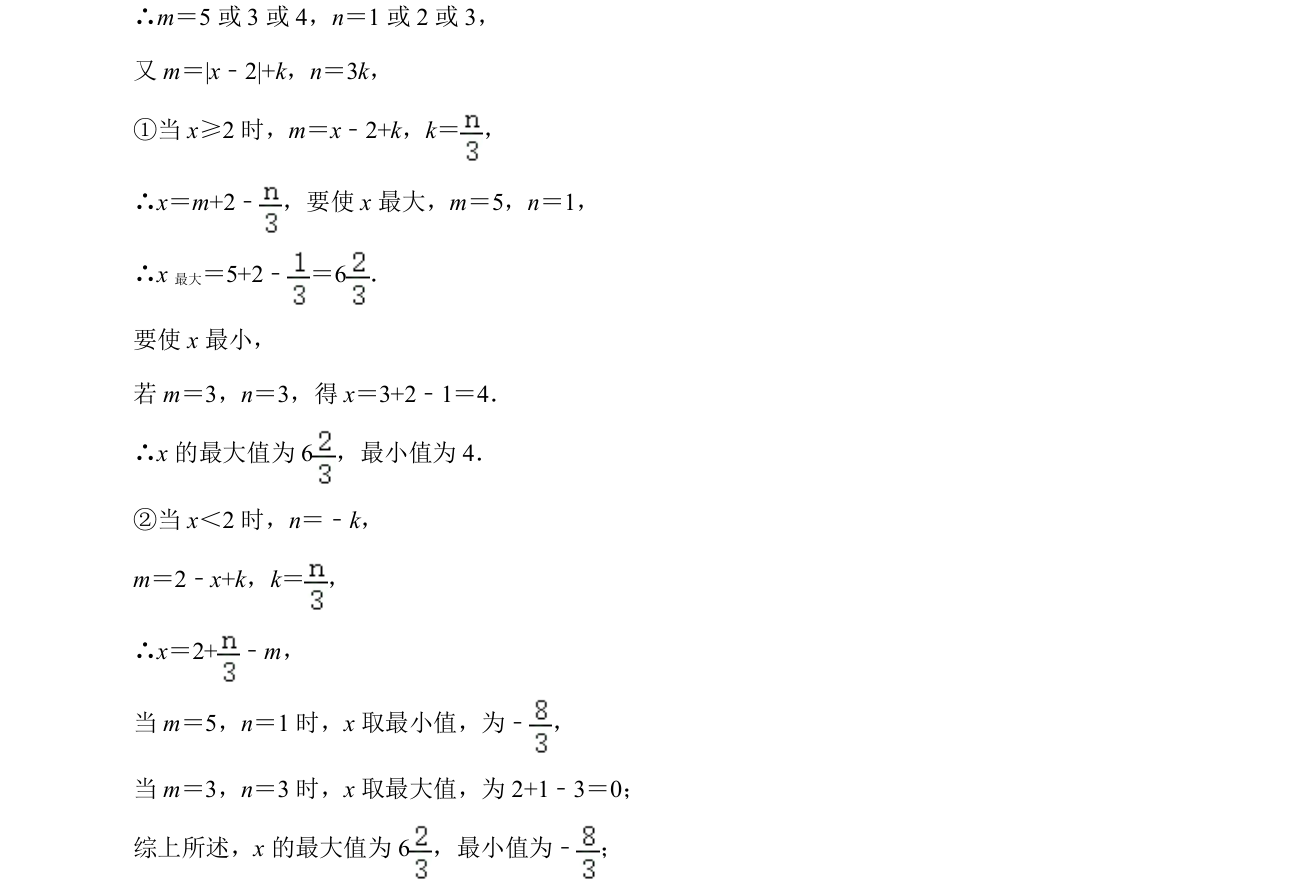 ∴m＝5 或 3 或 4，n＝1 或 2 或 3，
又 m＝|x﹣2|+k，n＝3k，
①当 x≥2 时，m＝x﹣2+k，k＝n/3，
∴x＝m+2﹣n/3，要使 x 最大，m＝5，n＝1，
∴x 最大＝5+2﹣1/3＝6 2/3．
要使 x 最小，
若 m＝3，n＝3，得 x＝3+2﹣1＝4．
∴x 的最大值为 6 2/3，最小值为 4．
②当 x＜2 时，n＝﹣k，
m＝2﹣x+k，k＝n/3，
∴x＝2+n/3﹣m，
当 m＝5，n＝1 时，x 取最小值，为﹣8/3，
当 m＝3，n＝3 时，x 取最大值，为 2+1﹣3＝0；
综上所述，x 的最大值为 6 2/3，最小值为﹣8/3；